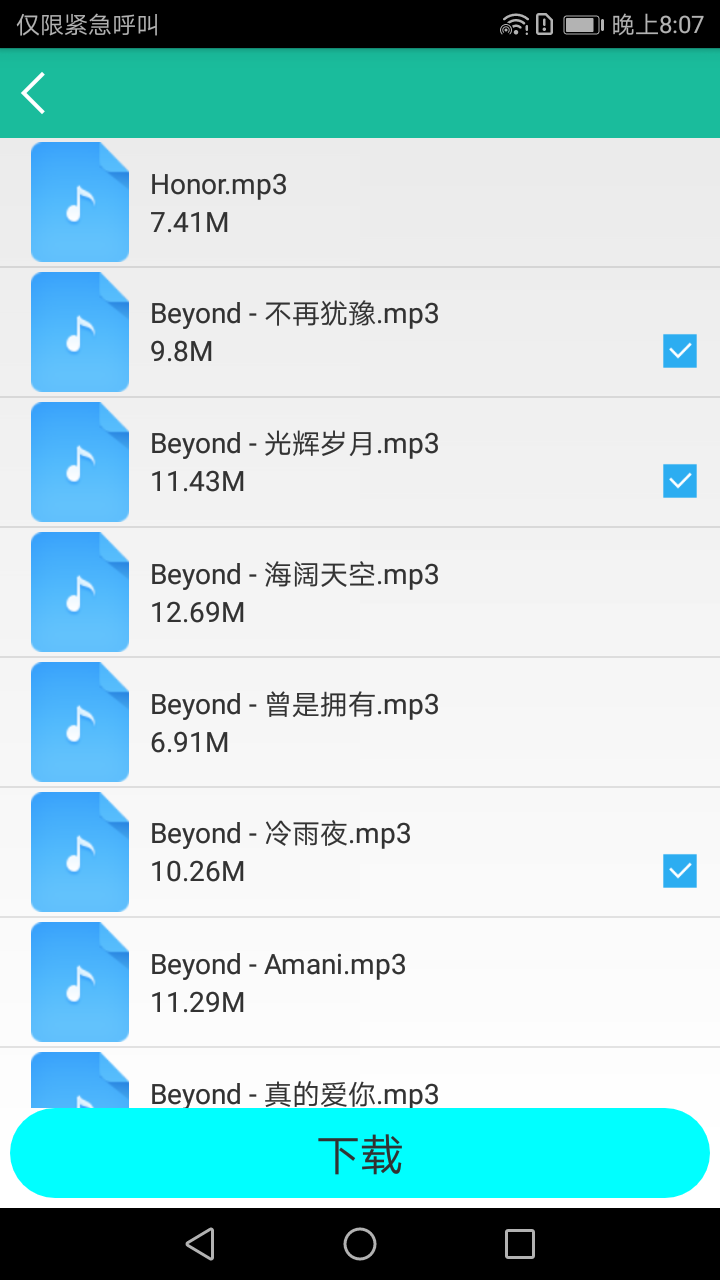 仅限紧急呼叫 晚上8:07
Honor.mp3
7.41M
Beyond - 不再犹豫.mp3
9.8M
Beyond - 光辉岁月.mp3
11.43M
Beyond - 海阔天空.mp3
12.69M
Beyond - 曾是拥有.mp3
6.91M
Beyond - 冷雨夜.mp3
10.26M
Beyond - Amani.mp3
11.29M
Beyond - 真的爱你.mp3
下载